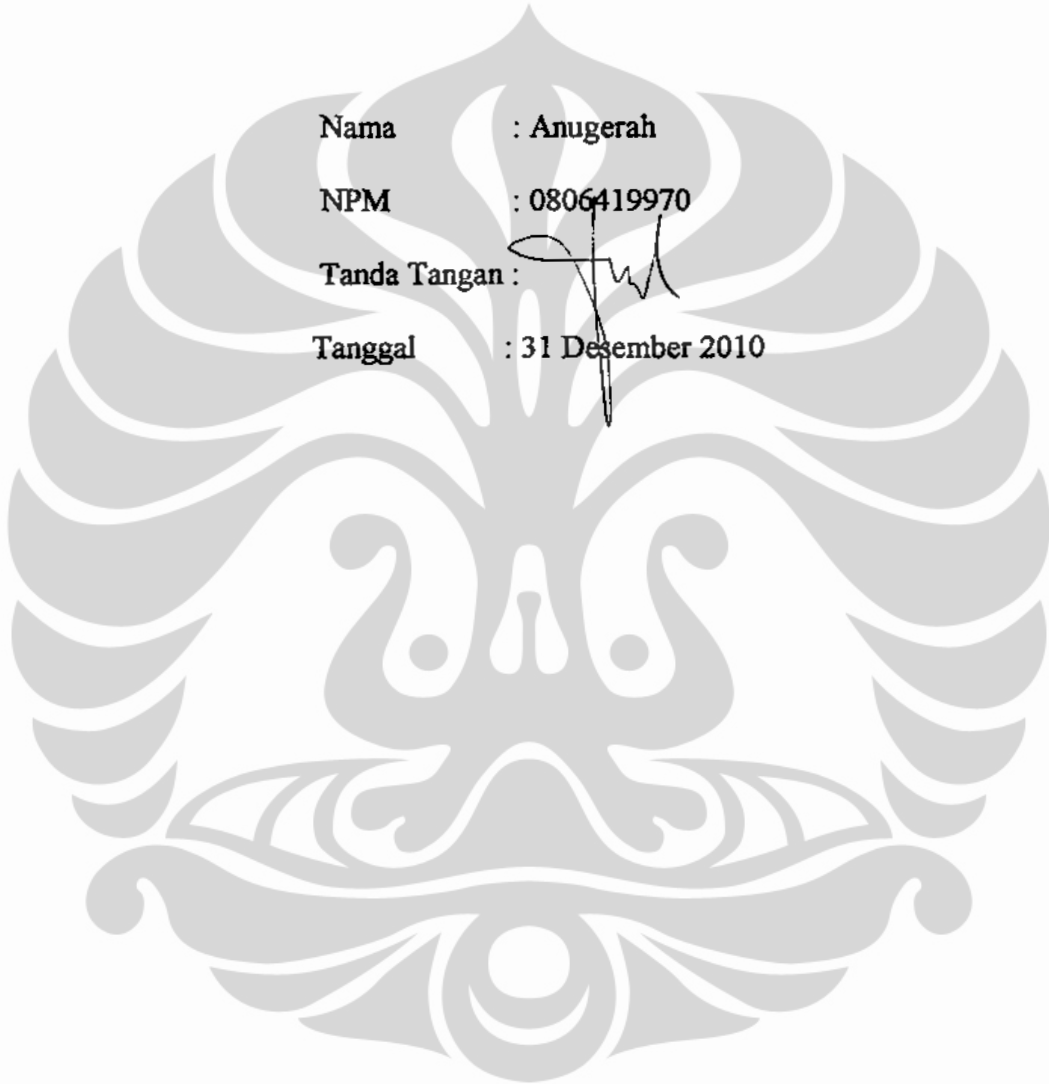 Nama : Anugerah
NPM : 0806419970
Tanda Tangan :
Tanggal : 31 Desember 2010